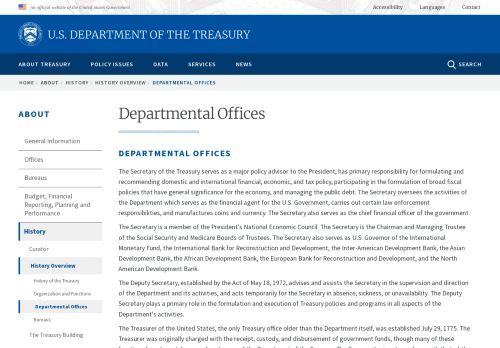 An official website of the United States Government
Accessibility Languages Contact
U.S. DEPARTMENT OF THE TREASURY
ABOUT TREASURY POLICY ISSUES DATA SERVICES NEWS SEARCH
HOME › ABOUT › HISTORY › HISTORY OVERVIEW › DEPARTMENTAL OFFICES
ABOUT
General Information
Offices
Bureaus
Budget, Financial
Reporting, Planning and
Performance
History
Curator
History Overview
History of the Treasury
Organization and Functions
Departmental Offices
Bureaus
The Treasury Building
Departmental Offices
DEPARTMENTAL OFFICES
The Secretary of the Treasury serves as a major policy advisor to the President, has primary responsibility for formulating and
recommending domestic and international financial, economic, and tax policy, participating in the formulation of broad fiscal
policies that have general significance for the economy, and managing the public debt. The Secretary oversees the activities of
the Department which serves as the financial agent for the U.S. Government, carries out certain law enforcement
responsibilities, and manufactures coins and currency. The Secretary also serves as the chief financial officer of the government.
The Secretary is a member of the President's National Economic Council. The Secretary is the Chairman and Managing Trustee
of the Social Security and Medicare Boards of Trustees. The Secretary also serves as U.S. Governor of the International
Monetary Fund, the International Bank for Reconstruction and Development, the Inter-American Development Bank, the Asian
Development Bank, the African Development Bank, the European Bank for Reconstruction and Development, and the North
American Development Bank.
The Deputy Secretary, established by the Act of May 18, 1972, advises and assists the Secretary in the supervision and
direction of the Department and its activities, and acts temporarily for the Secretary in absence, sickness, or unavailability. The Deputy
Secretary plays a primary role in the formulation and execution of Treasury policies and programs in all aspects of the
Department's activities.
The Treasurer of the United States, the only Treasury office older than the Department itself, was established July 29, 1775. The
Treasurer was originally charged with the receipt, custody, and disbursement of government funds, though many of these